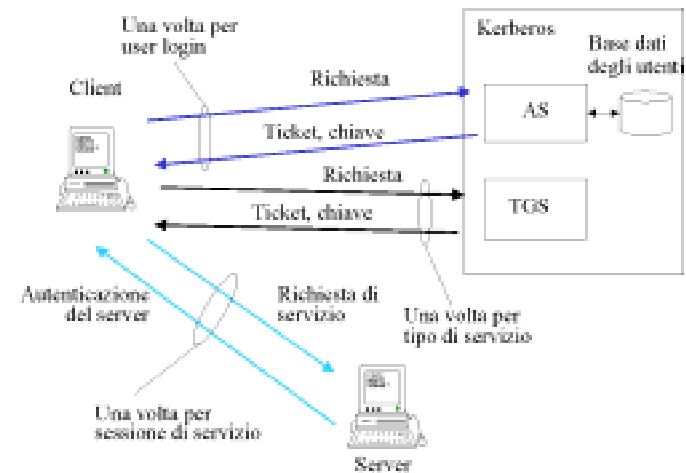 Una volta per
user login
Kerberos
Base dati
degli utenti
Client
Richiesta
AS
Ticket, chiave
Richiesta
Ticket, chiave
TGS
Autenticazione
del server
Richiesta di
servizio
Una volta per
tipo di servizio
Una volta per
sessione di servizio
Server